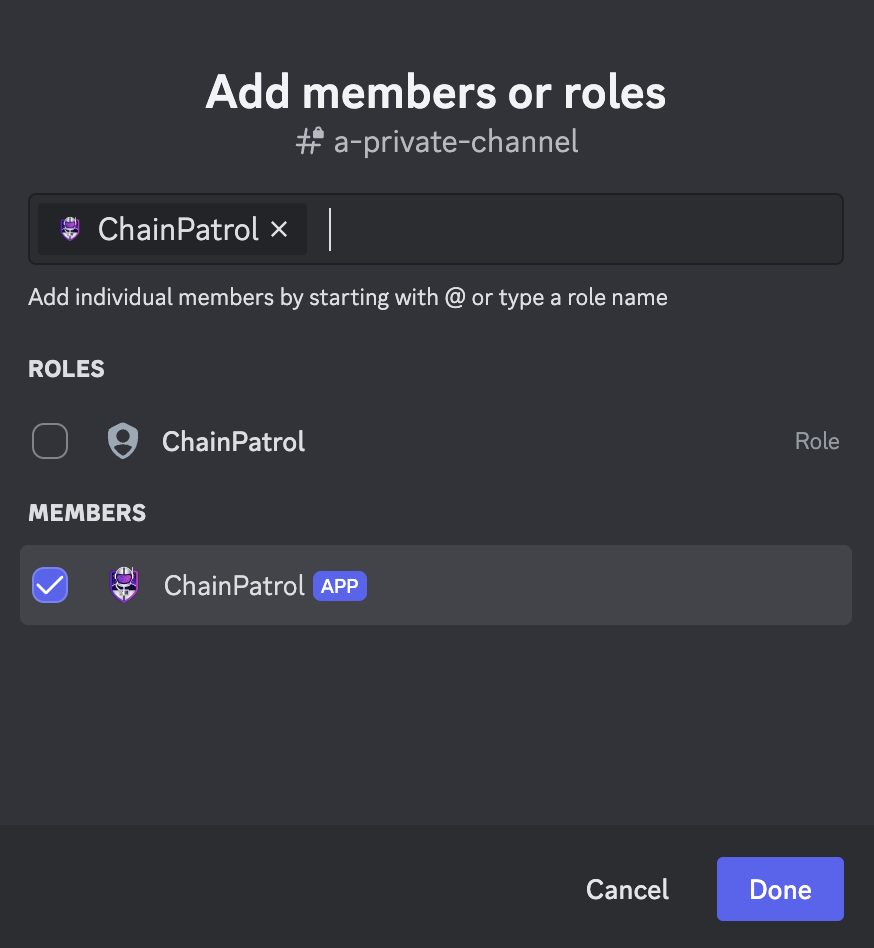 Add members or roles
a-private-channel
ChainPatrol
Add individual members by starting with @ or type a role name
ROLES
ChainPatrol Role
MEMBERS
ChainPatrol APP
Cancel Done